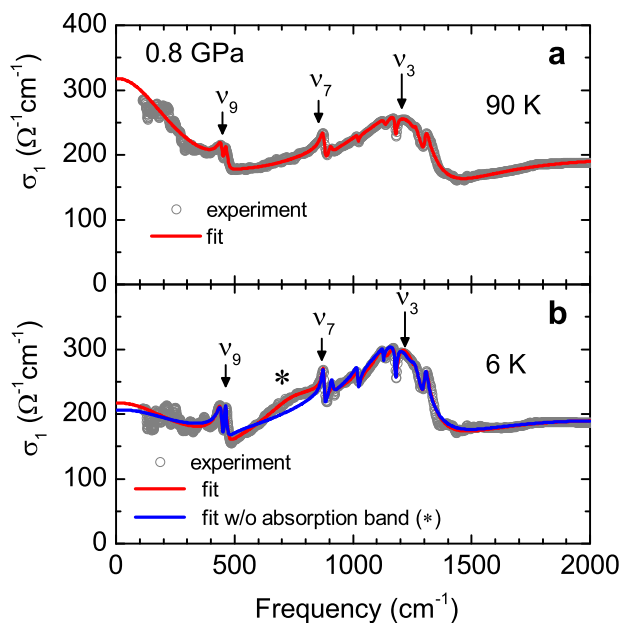 400
0.8 GPa
a
ν9
ν7
ν3
300
90 K
200
100
experiment
fit
0
σ1 (Ω-1cm-1)
b
ν9
ν7
ν3
300
*
6 K
200
experiment
100
fit
fit w/o absorption band (*)
0
σ1 (Ω-1cm-1)
0 500 1000 1500 2000
Frequency (cm-1)